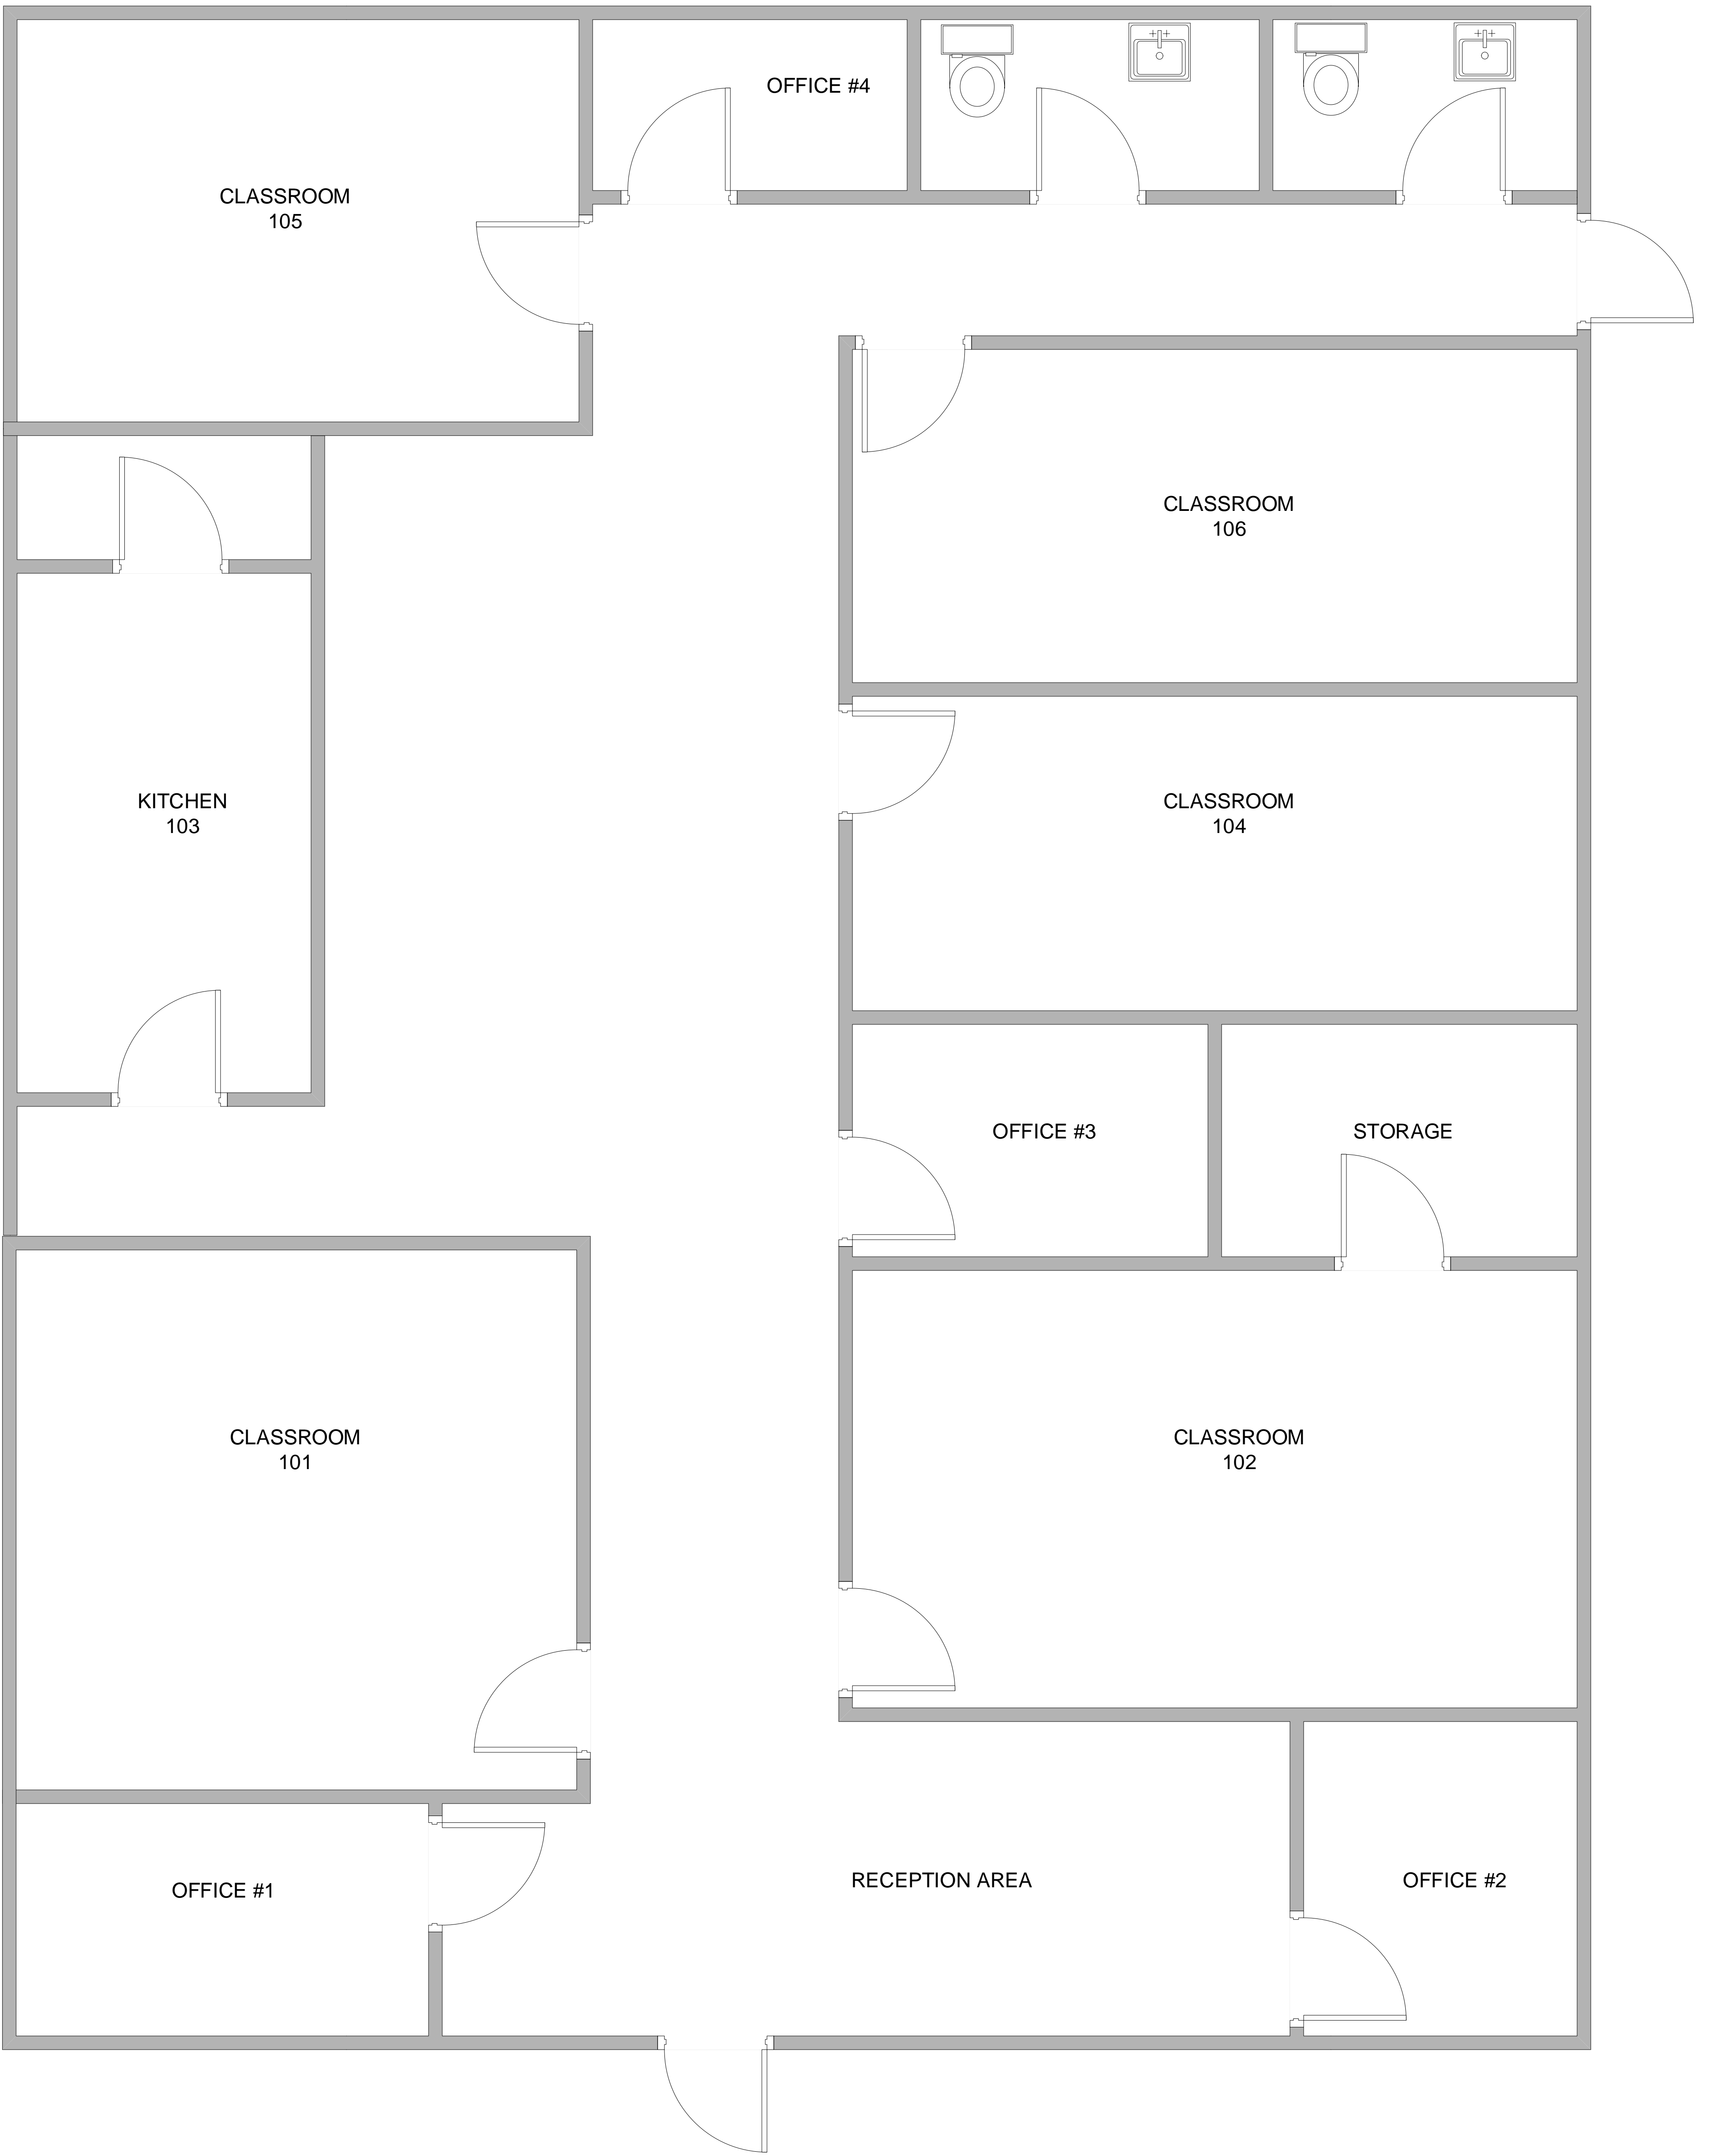 OFFICE #4
CLASSROOM
105
CLASSROOM
106
KITCHEN
103
CLASSROOM
104
OFFICE #3
STORAGE
CLASSROOM
101
CLASSROOM
102
OFFICE #1
RECEPTION AREA
OFFICE #2